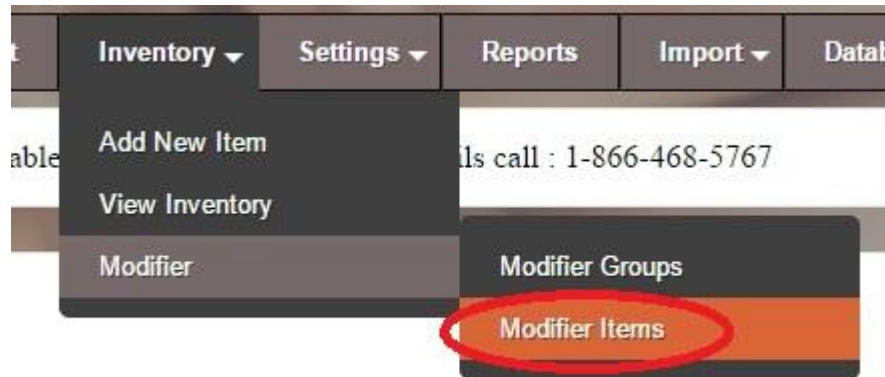 t Inventory Settings Reports Import Datab
Add New Item
able ils call : 1-866-468-5767
View Inventory
Modifier Modifier Groups
Modifier Items